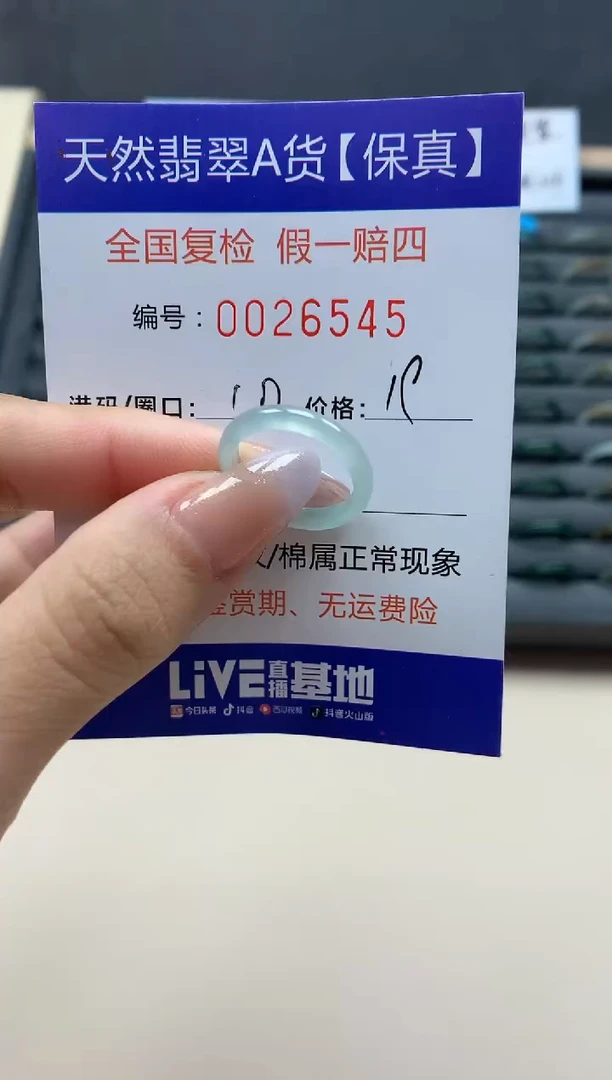 天然翡翠A货【保真】
全国复检 假一赔四
编号：0026545
港码/圈口： 价格：
/棉属正常现象
鉴赏期、无运费险
LiVE直播基地
今日头条 抖音 西瓜视频 抖音火山版